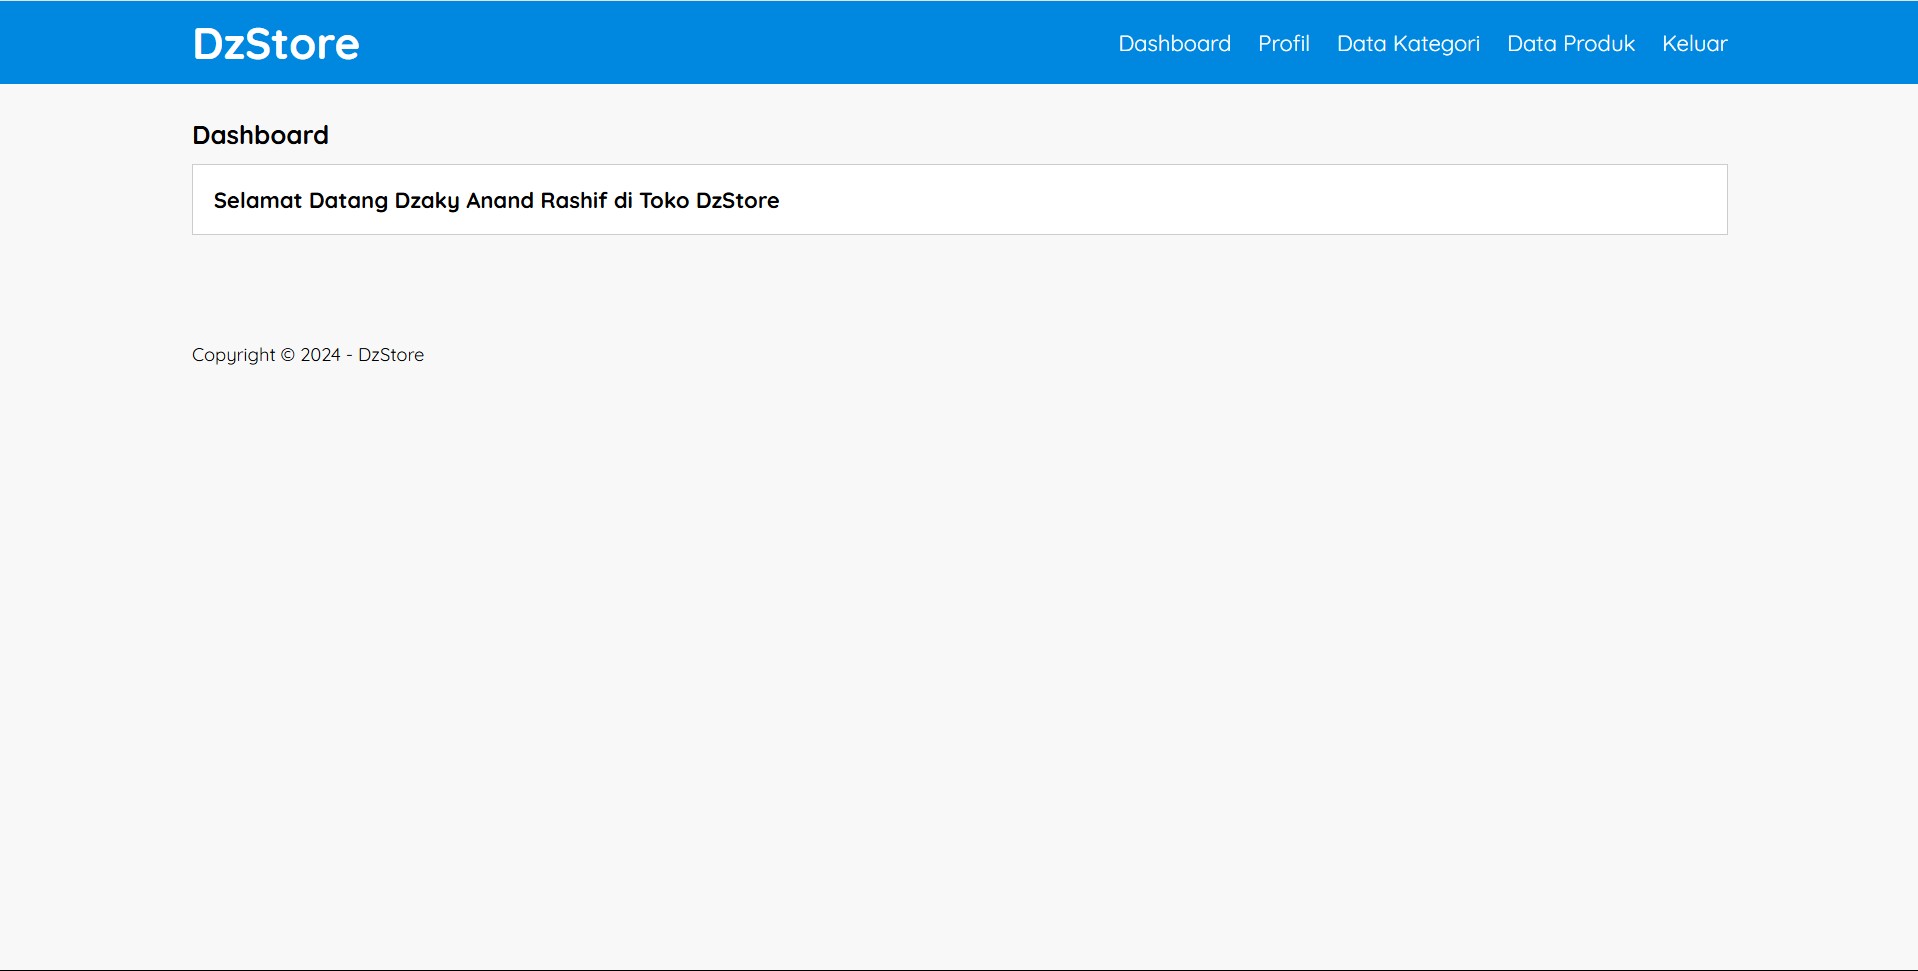 DzStore
Dashboard Profil Data Kategori Data Produk Keluar
Dashboard
Selamat Datang Dzaky Anand Rashif di Toko DzStore
Copyright © 2024 - DzStore